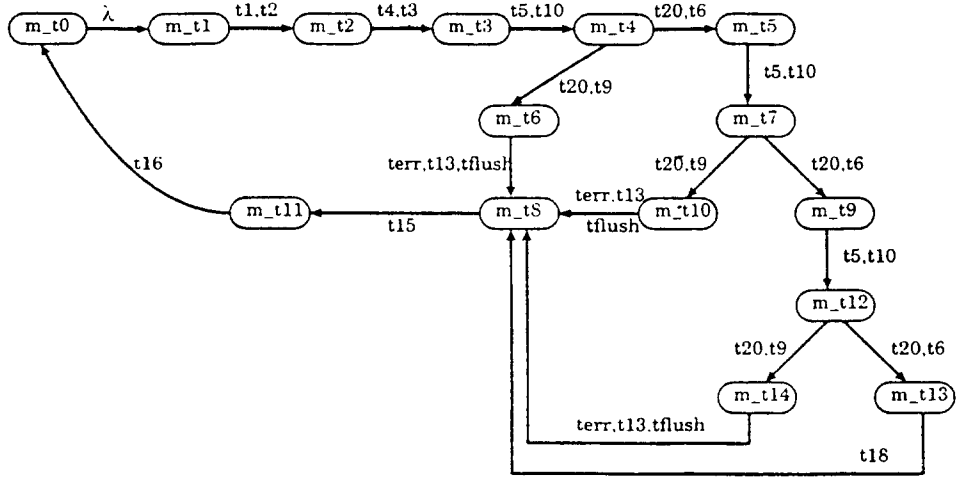 λ t1,t2 t4,t3 t5,t10 t20,t6
m_t0 m_t1 m_t2 m_t3 m_t4 m_t5
t20,t9 t5,t10
m_t6 m_t7
t16 terr,t13,tflush t20,t9 t20,t6
terr,t13
m_t11 m_t8 m_t10 m_t9
t15 tflush
t5,t10
m_t12
t20,t9 t20,t6
m_t14 m_t13
terr,t13,tflush
t18